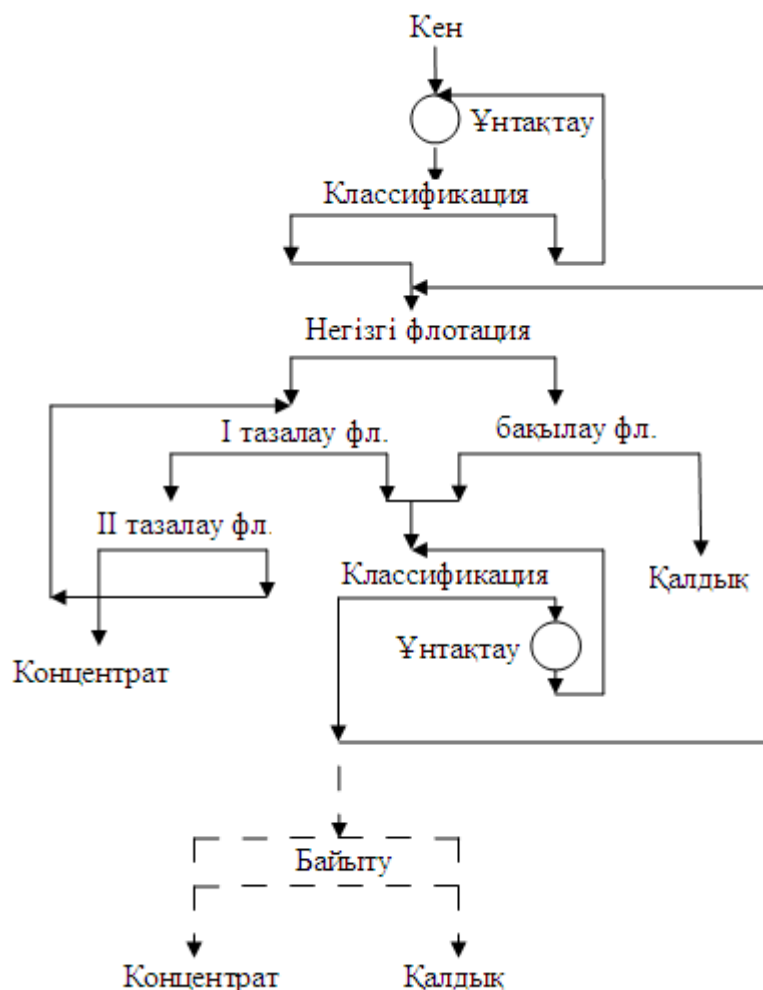 Кен
Ұнтақтау
Классификация
Негізгі флотация
I тазалау фл.
бақылау фл.
II тазалау фл.
Классификация
Қалдық
Ұнтақтау
Концентрат
Байыту
Концентрат
Қалдық